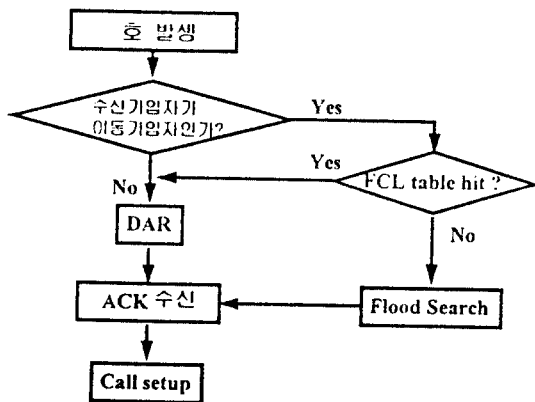 호 발생
수신가입자가
이동가입자인가?
Yes
Yes
FCL table hit ?
No
DAR
No
ACK 수신
Flood Search
Call setup